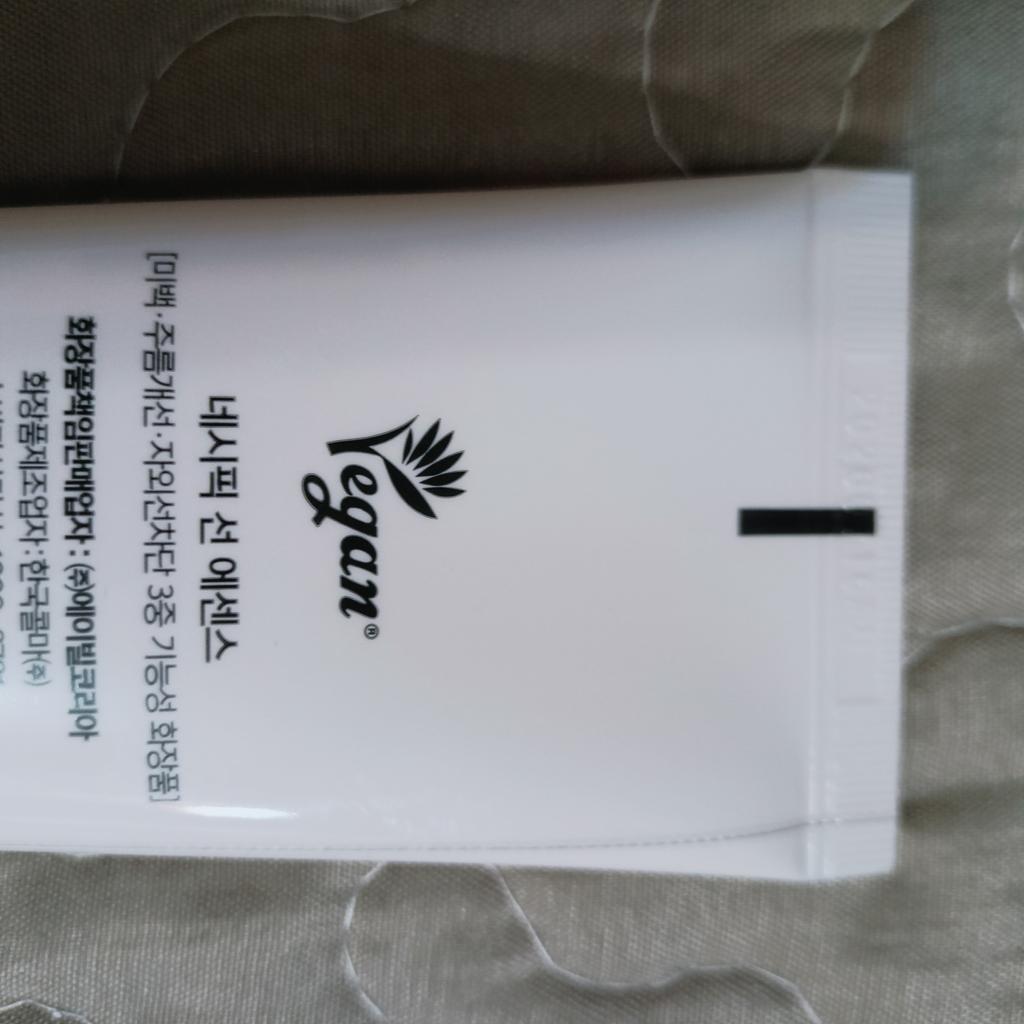 Vegan®
네시픽 선 에센스
[미백·주름개선·자외선차단 3중 기능성 화장품]
화장품책임판매업자 : (주)에이빌코리아
화장품제조업자 : 한국콜마(주)